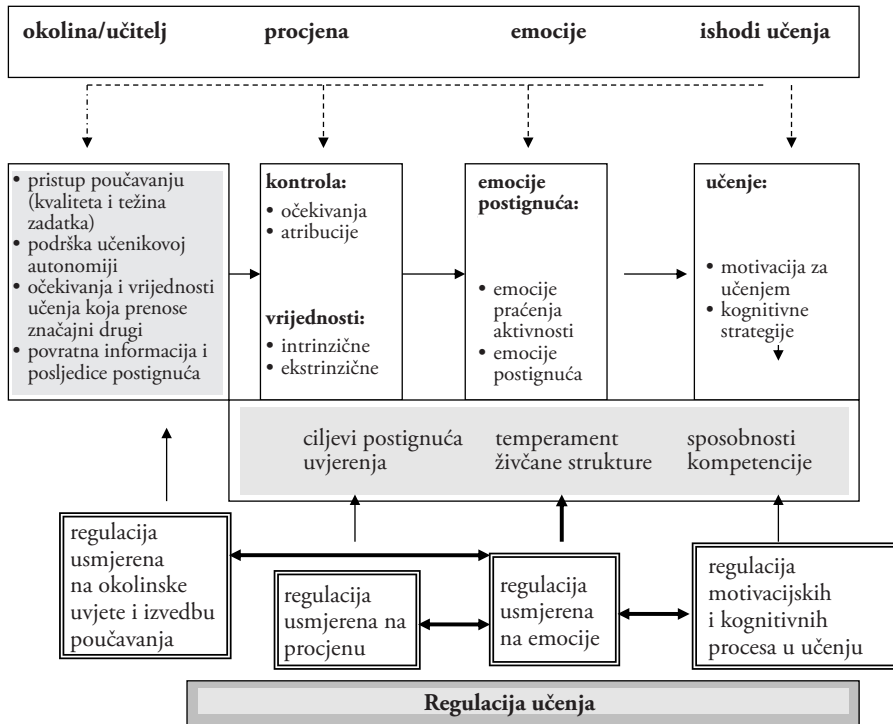 okolina/učitelj procjena emocije ishodi učenja
• pristup poučavanju
(kvaliteta i težina
zadatka)
• podrška učenikovoj
autonomiji
• očekivanja i vrijednosti
učenja koja prenose
značajni drugi
• povratna informacija i
posljedice postignuća
kontrola:
• očekivanja
• atribucije
vrijednosti:
• intrinzične
• ekstrinzične
emocije
postignuća:
• emocije
praćenja
aktivnosti
• emocije
postignuća
učenje:
• motivacija za
učenjem
• kognitivne
strategije
ciljevi postignuća
uvjerenja
temperament
živčane strukture
sposobnosti
kompetencije
regulacija
usmjerena
na okolinske
uvjete i izvedbu
poučavanja
regulacija
usmjerena na
procjenu
regulacija
usmjerena
na emocije
regulacija
motivacijskih
i kognitivnih
procesa u učenju
Regulacija učenja